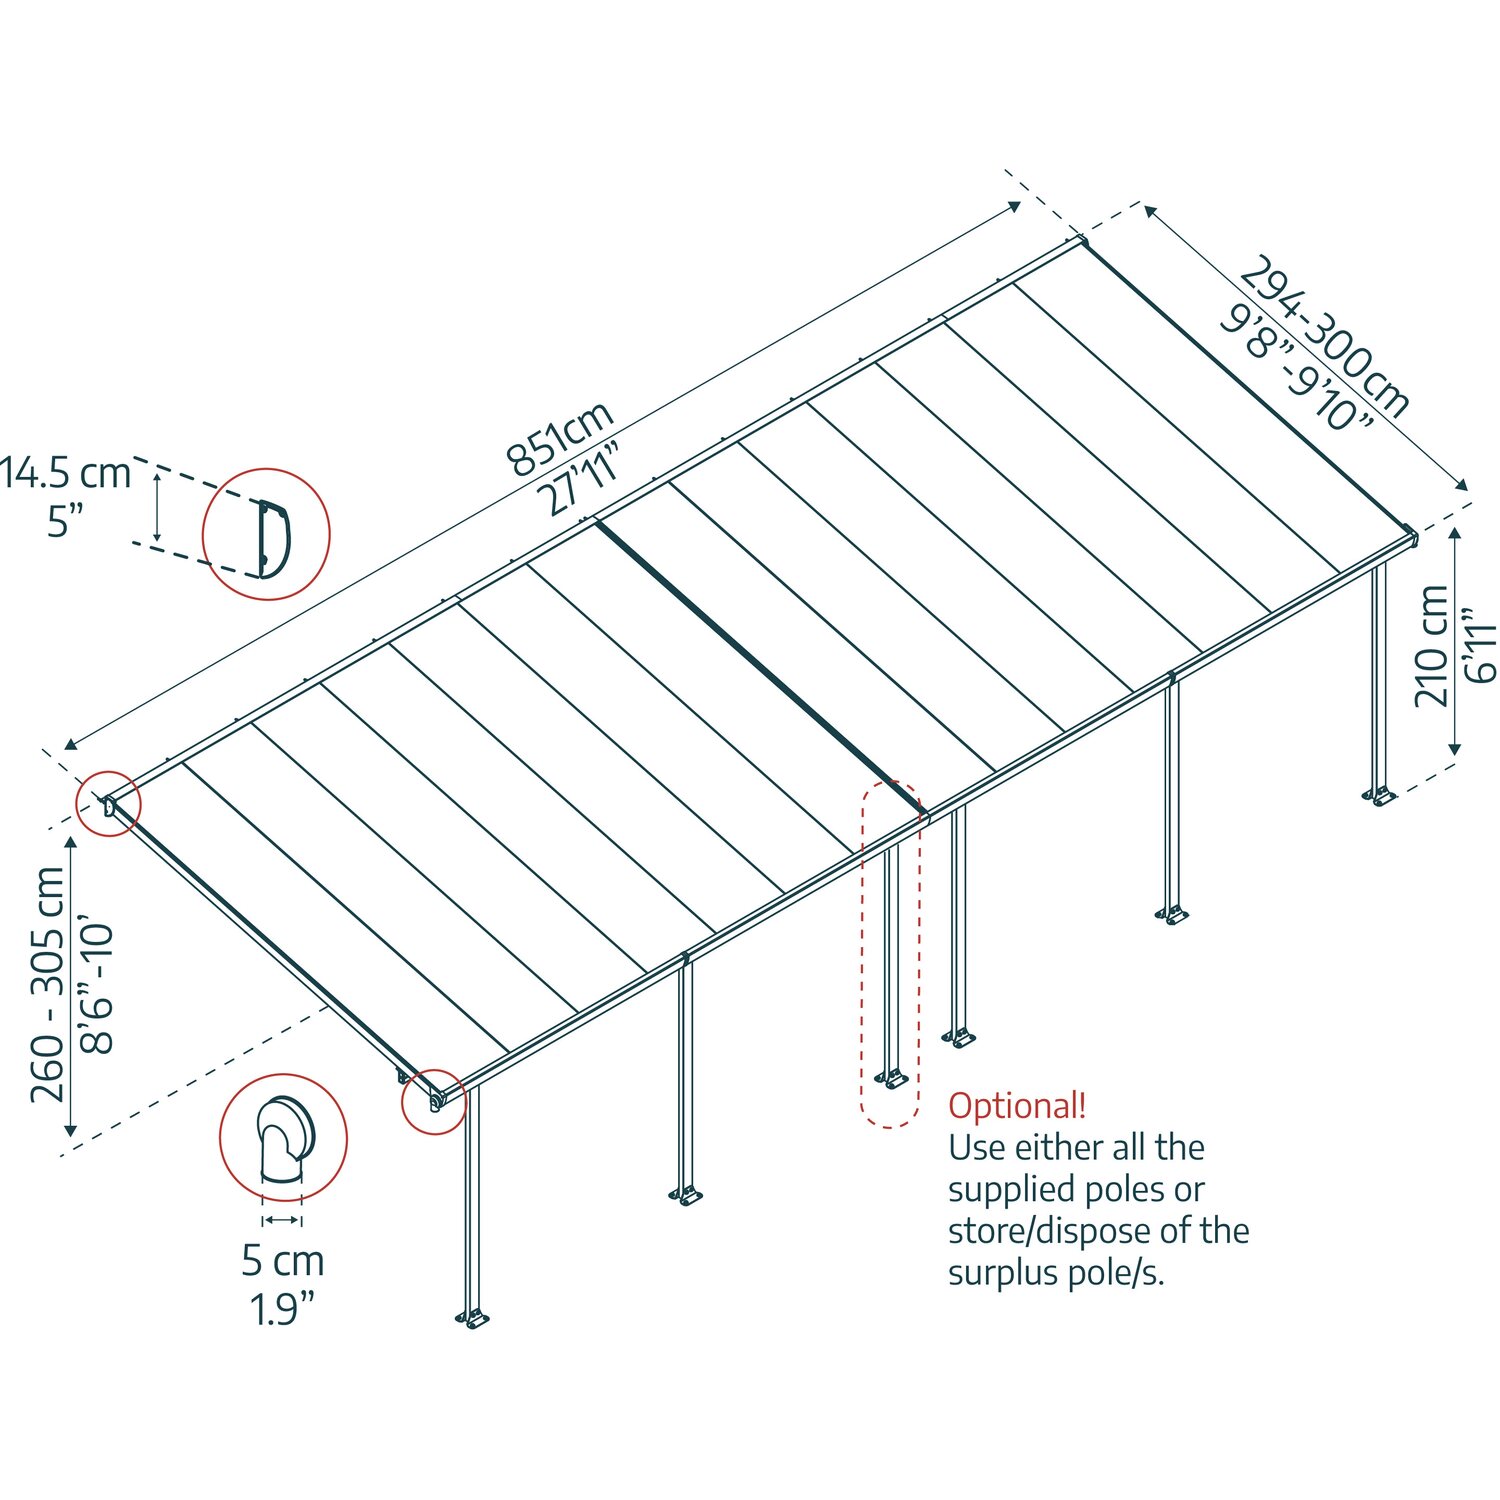 294-300cm
9’8”-9’10”
851cm
27’11”
14.5 cm
5”
210 cm
6’11”
260 - 305 cm
8’6”-10’
5 cm
1.9”
Optional!
Use either all the
supplied poles or
store/dispose of the
surplus pole/s.